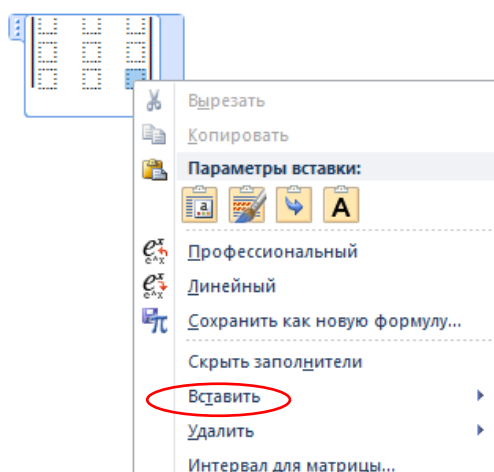 Вырезать
Копировать
Параметры вставки:
Профессиональный
Линейный
Сохранить как новую формулу...
Скрыть заполнители
Вставить
Удалить
Интервал для матрицы...